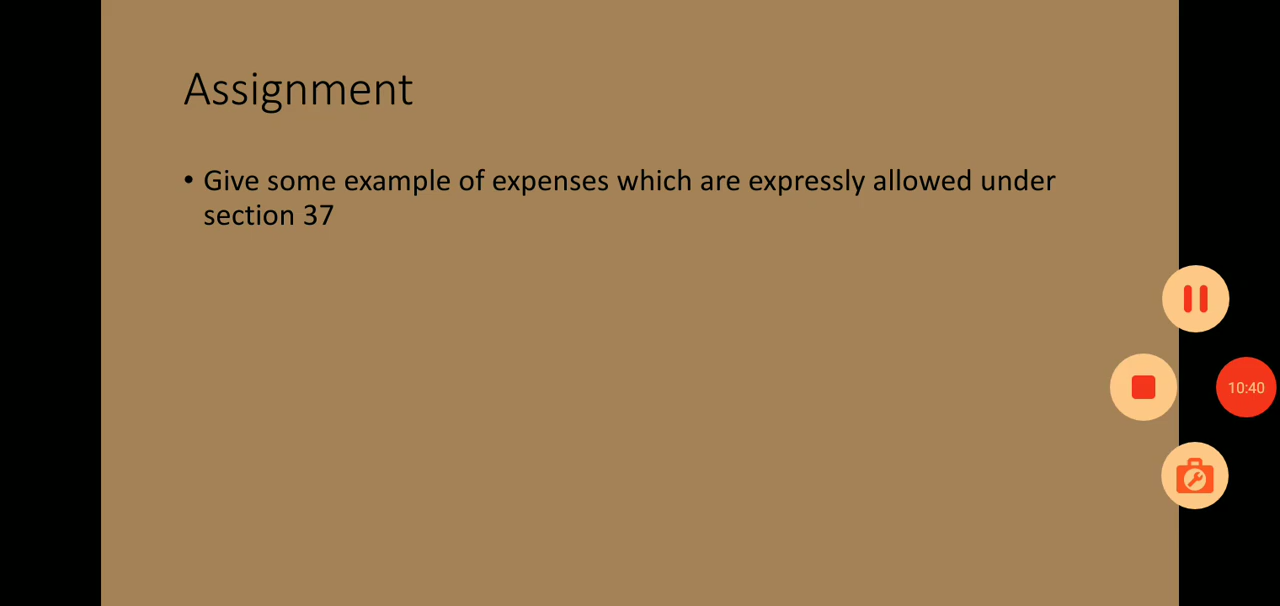 Assignment
• Give some example of expenses which are expressly allowed under
section 37
10:40